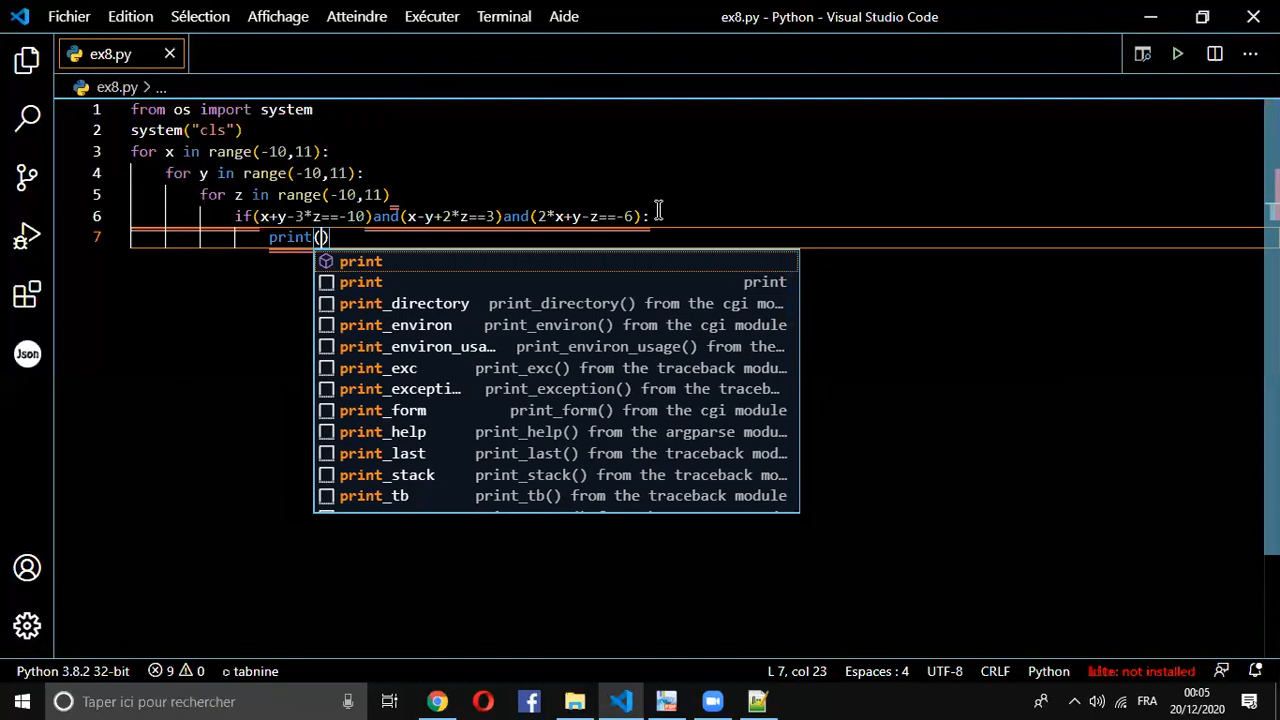 Fichier Edition Sélection Affichage Atteindre Exécuter Terminal Aide ex8.py - Python - Visual Studio Code
ex8.py
ex8.py > ...
1 from os import system
2 system("cls")
3 for x in range(-10,11):
4 for y in range(-10,11):
5 for z in range(-10,11)
6 if(x+y-3*z==-10)and(x-y+2*z==3)and(2*x+y-z==-6):
7 print()
print
print print
print_directory print_directory() from the cgi mo…
print_environ print_environ() from the cgi module
print_environ_usa… print_environ_usage() from the…
print_exc print_exc() from the traceback modu…
print_excepti… print_exception() from the traceb…
print_form print_form() from the cgi module
print_help print_help() from the argparse modu…
print_last print_last() from the traceback mod…
print_stack print_stack() from the traceback mo…
print_tb print_tb() from the traceback module
Json
Python 3.8.2 32-bit 9 0 tabnine L 7, col 23 Espaces : 4 UTF-8 CRLF Python kite: not installed
Taper ici pour rechercher FRA 00:05
20/12/2020